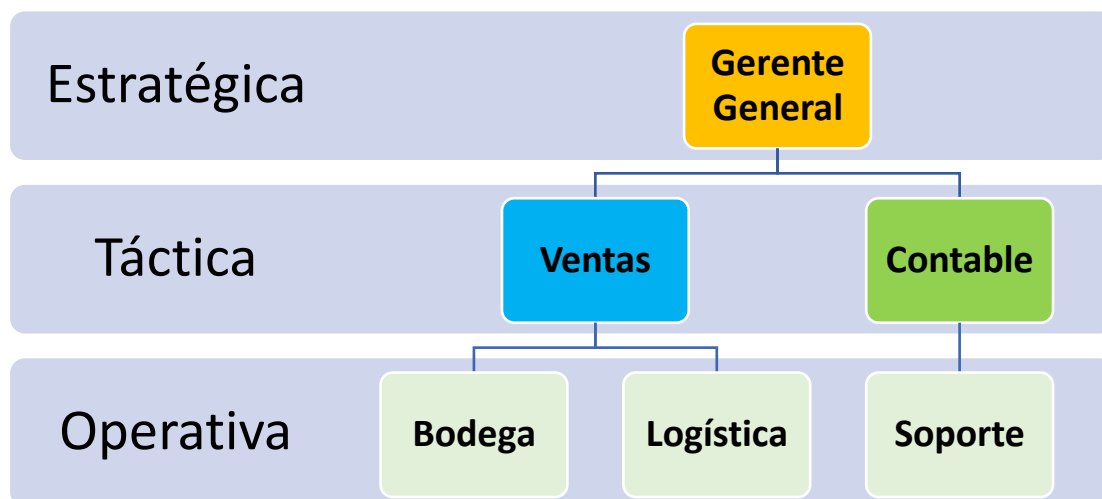 Estratégica
Gerente
General
Táctica
Ventas
Contable
Operativa
Bodega
Logística
Soporte